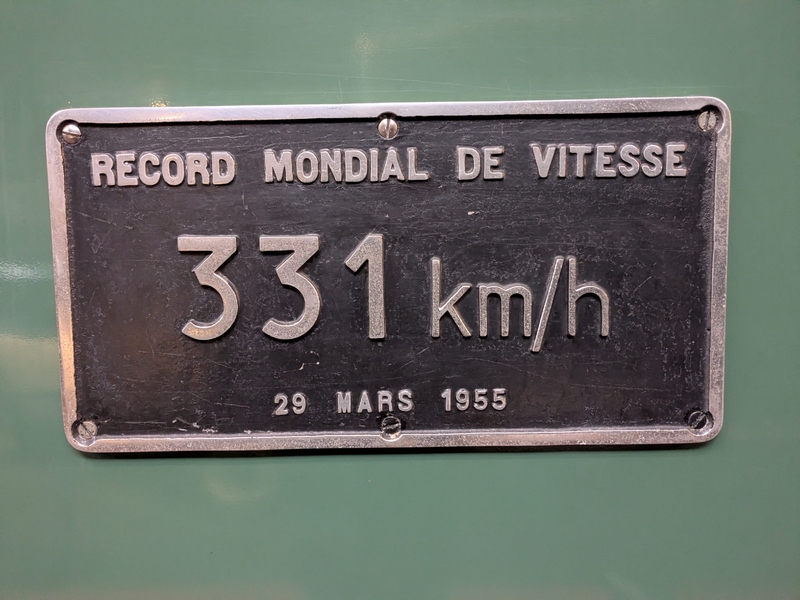 RECORD MONDIAL DE VITESSE
331 km/h
29 MARS 1955